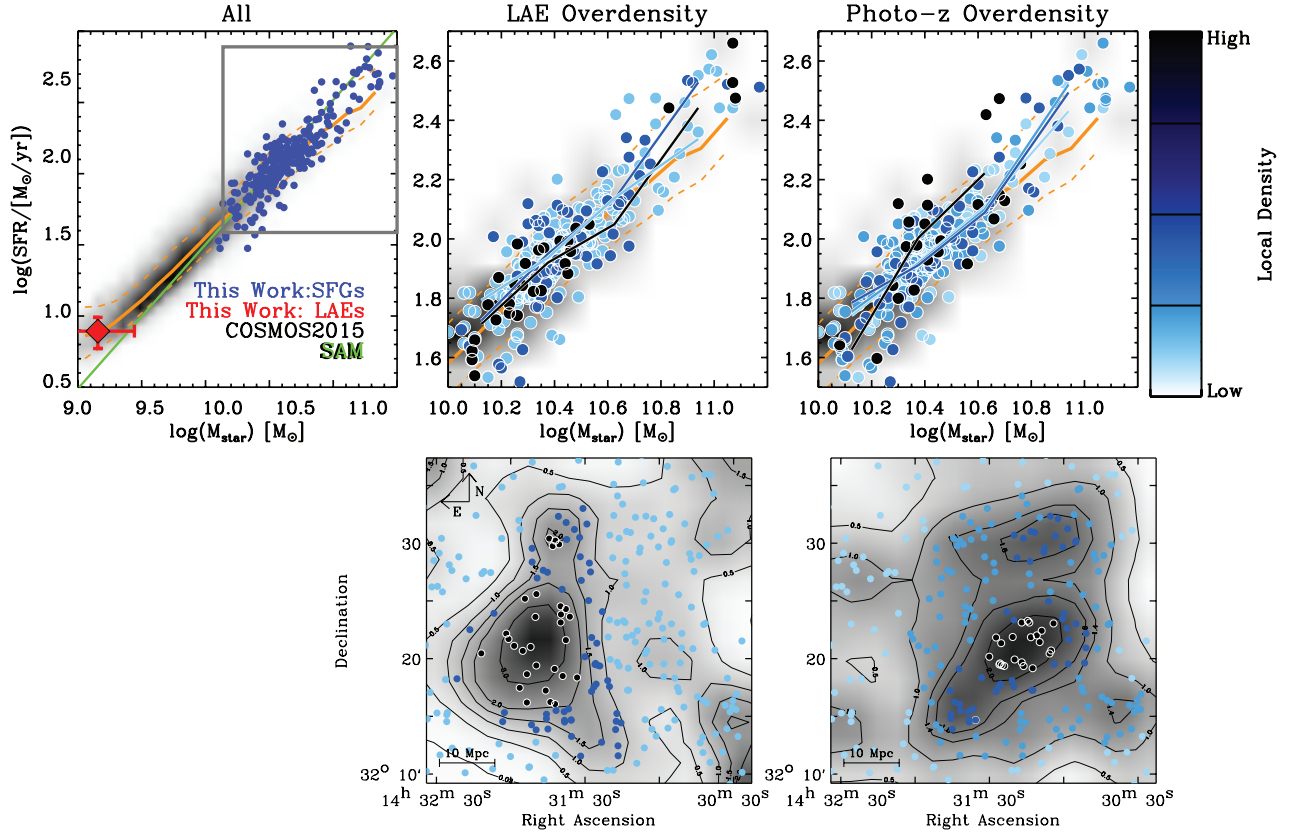 All
LAE Overdensity
Photo-z Overdensity
log(SFR/[M⊙/yr])
2.5
2.0
1.5
1.0
0.5
This Work:SFGs
This Work: LAEs
COSMOS2015
SAM
9.0 9.5 10.0 10.5 11.0
log(Mstar) [M⊙]
2.6
2.4
2.2
2.0
1.8
1.6
10.0 10.2 10.4 10.6 10.8 11.0
log(Mstar) [M⊙]
2.6
2.4
2.2
2.0
1.8
1.6
10.0 10.2 10.4 10.6 10.8 11.0
log(Mstar) [M⊙]
High
Low
Local Density
Declination
30
20
32° 10'
N
E
10 Mpc
14h 32m 30s 31m 30s 30m 30s
Right Ascension
30
20
32° 10'
10 Mpc
14h 32m 30s 31m 30s 30m 30s
Right Ascension